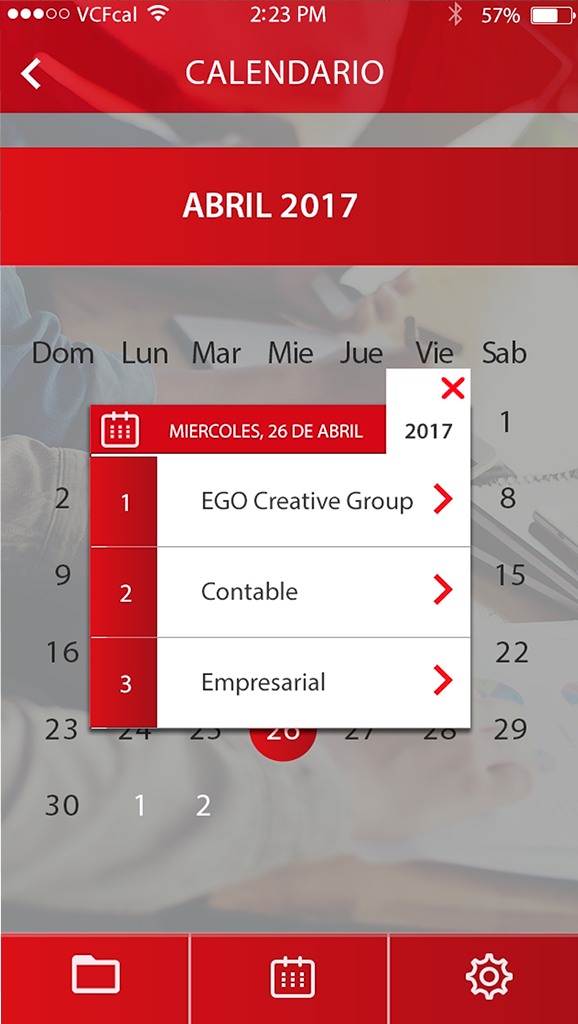 VCFcal 2:23 PM 57%
CALENDARIO
ABRIL 2017
Dom Lun Mar Mie Jue Vie Sab
1
MIERCOLES, 26 DE ABRIL 2017
1 EGO Creative Group
2 Contable
3 Empresarial
2 8
9 15
16 22
23 24 25 26 27 28 29
30 1 2